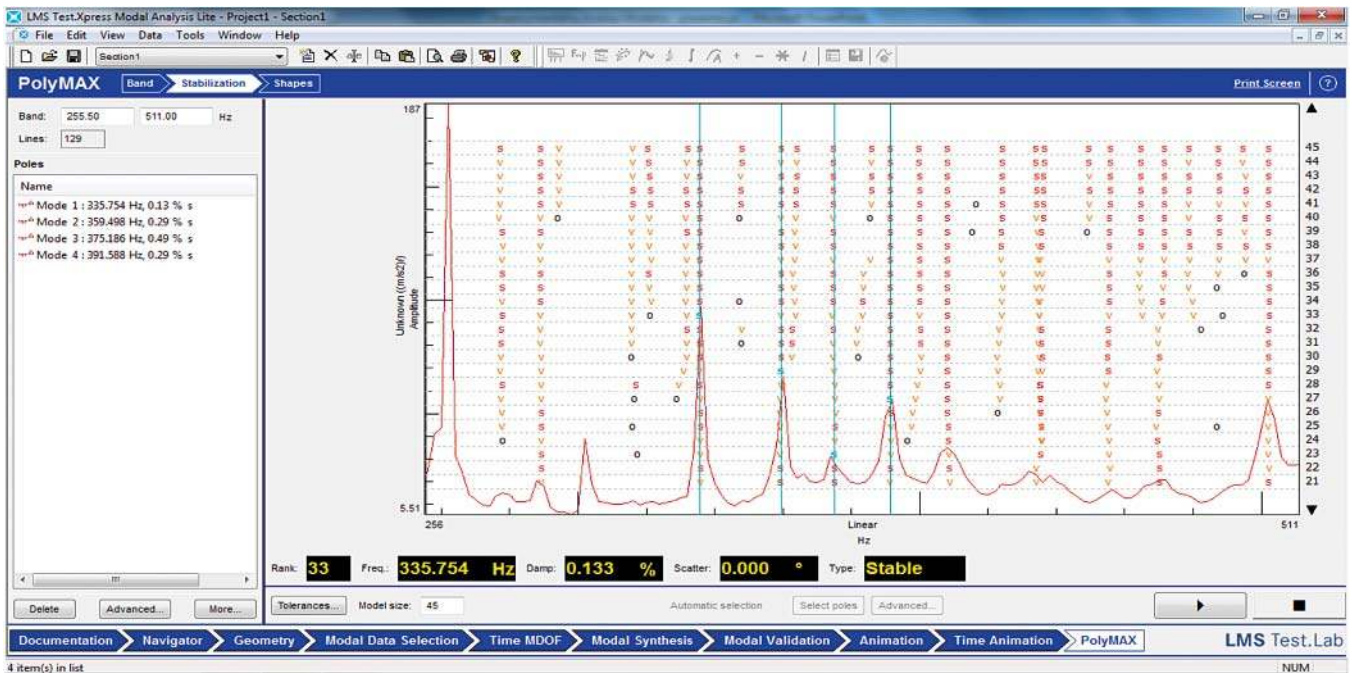 LMS Test.Xpress Modal Analysis Lite - Project1 - Section1
File Edit View Data Tools Window Help
Section1
PolyMAX Band Stabilization Shapes Print Screen
Band: 255.50 511.00 Hz
Lines: 129
Poles
Name
Mode 1 : 335.754 Hz, 0.13 % s
Mode 2 : 359.498 Hz, 0.29 % s
Mode 3 : 375.186 Hz, 0.49 % s
Mode 4 : 391.588 Hz, 0.29 % s
187
Unknown ((m/s2)/)
Amplitude
5.51
45
44
43
42
41
40
39
38
37
36
35
34
33
32
31
30
29
28
27
26
25
24
23
22
21
256 Linear 511
Hz
Rank: 33 Freq.: 335.754 Hz Damp: 0.133 % Scatter: 0.000 ° Type: Stable
Delete Advanced... More... Tolerances... Model size: 45 Automatic selection Select poles Advanced...
Documentation Navigator Geometry Modal Data Selection Time MDOF Modal Synthesis Modal Validation Animation Time Animation PolyMAX LMS Test.Lab
4 item(s) in list NUM